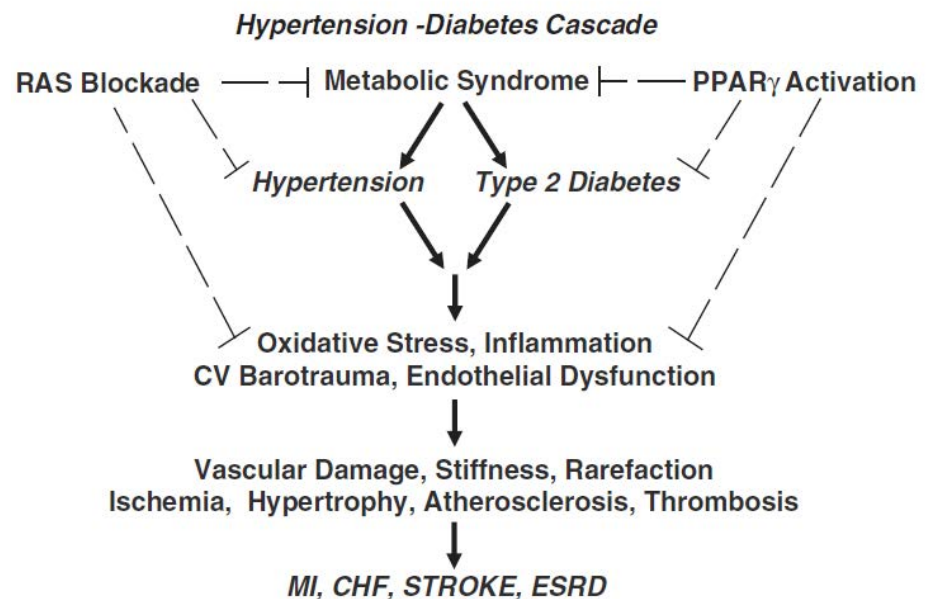 Hypertension -Diabetes Cascade
RAS Blockade Metabolic Syndrome PPARγ Activation
Hypertension Type 2 Diabetes
Oxidative Stress, Inflammation
CV Barotrauma, Endothelial Dysfunction
Vascular Damage, Stiffness, Rarefaction
Ischemia, Hypertrophy, Atherosclerosis, Thrombosis
MI, CHF, STROKE, ESRD